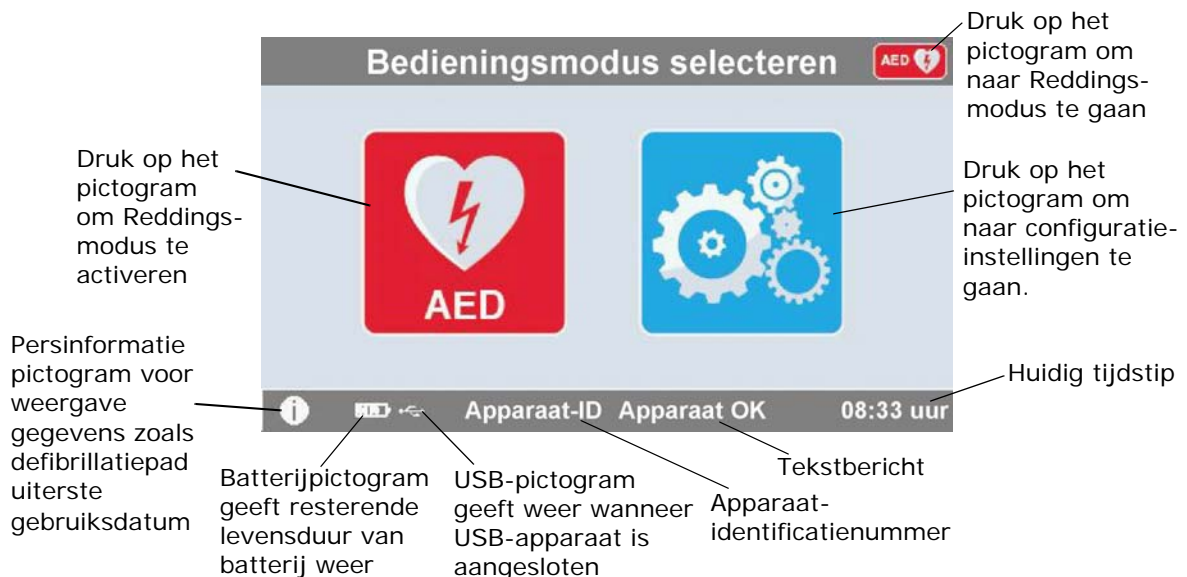 Druk op het
pictogram om
naar Reddings-
modus te gaan
Bedieningsmodus selecteren
AED
Druk op het
pictogram
om Reddings-
modus te
activeren
AED
Druk op het
pictogram om
naar configuratie-
instellingen te
gaan.
Persinformatie
pictogram voor
weergave
gegevens zoals
defibrillatiepad
uiterste
gebruiksdatum
Huidig tijdstip
i
Apparaat-ID Apparaat OK 08:33 uur
Batterijpictogram
geeft resterende
levensduur van
batterij weer
USB-pictogram
geeft weer wanneer
USB-apparaat is
aangesloten
Apparaat-
identificatienummer
Tekstbericht